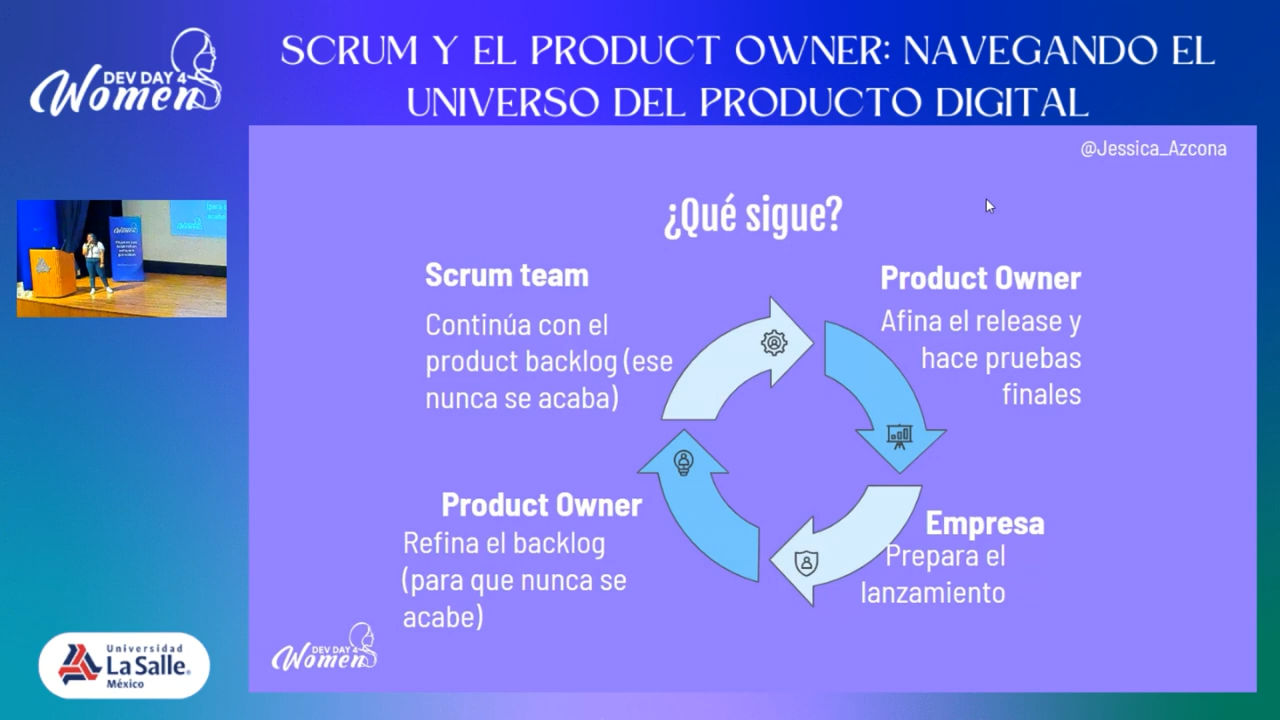 DEV DAY 4
Women
SCRUM Y EL PRODUCT OWNER: NAVEGANDO EL
UNIVERSO DEL PRODUCTO DIGITAL
@Jessica_Azcona
¿Qué sigue?
Scrum team
Continúa con el
product backlog (ese
nunca se acaba)
Product Owner
Afina el release y
hace pruebas
finales
Product Owner
Refina el backlog
(para que nunca se
acabe)
Empresa
Prepara el
lanzamiento
DEV DAY 4
Women
Universidad
La Salle®
México